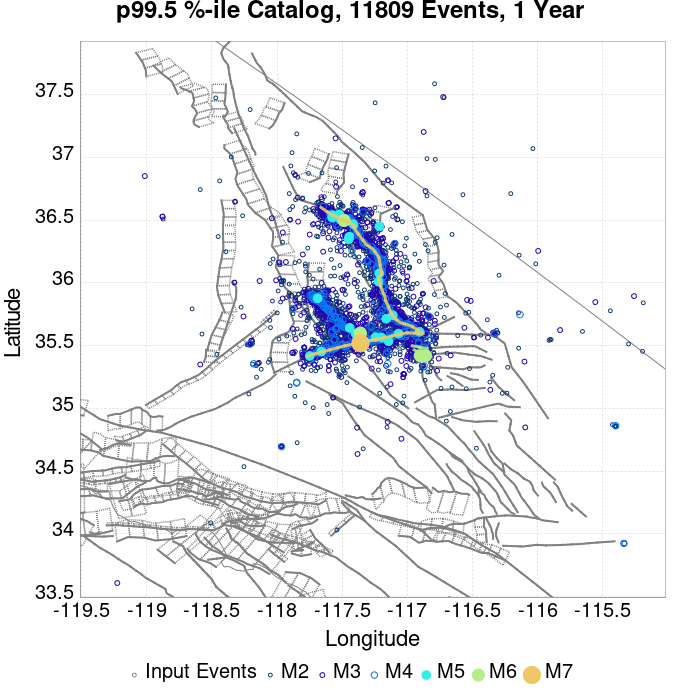 p99.5 %-ile Catalog, 11809 Events, 1 Year
Latitude
37.5
37
36.5
36
35.5
35
34.5
34
33.5
-119.5 -119 -118.5 -118 -117.5 -117 -116.5 -116 -115.5
Longitude
Input Events M2 M3 M4 M5 M6 M7